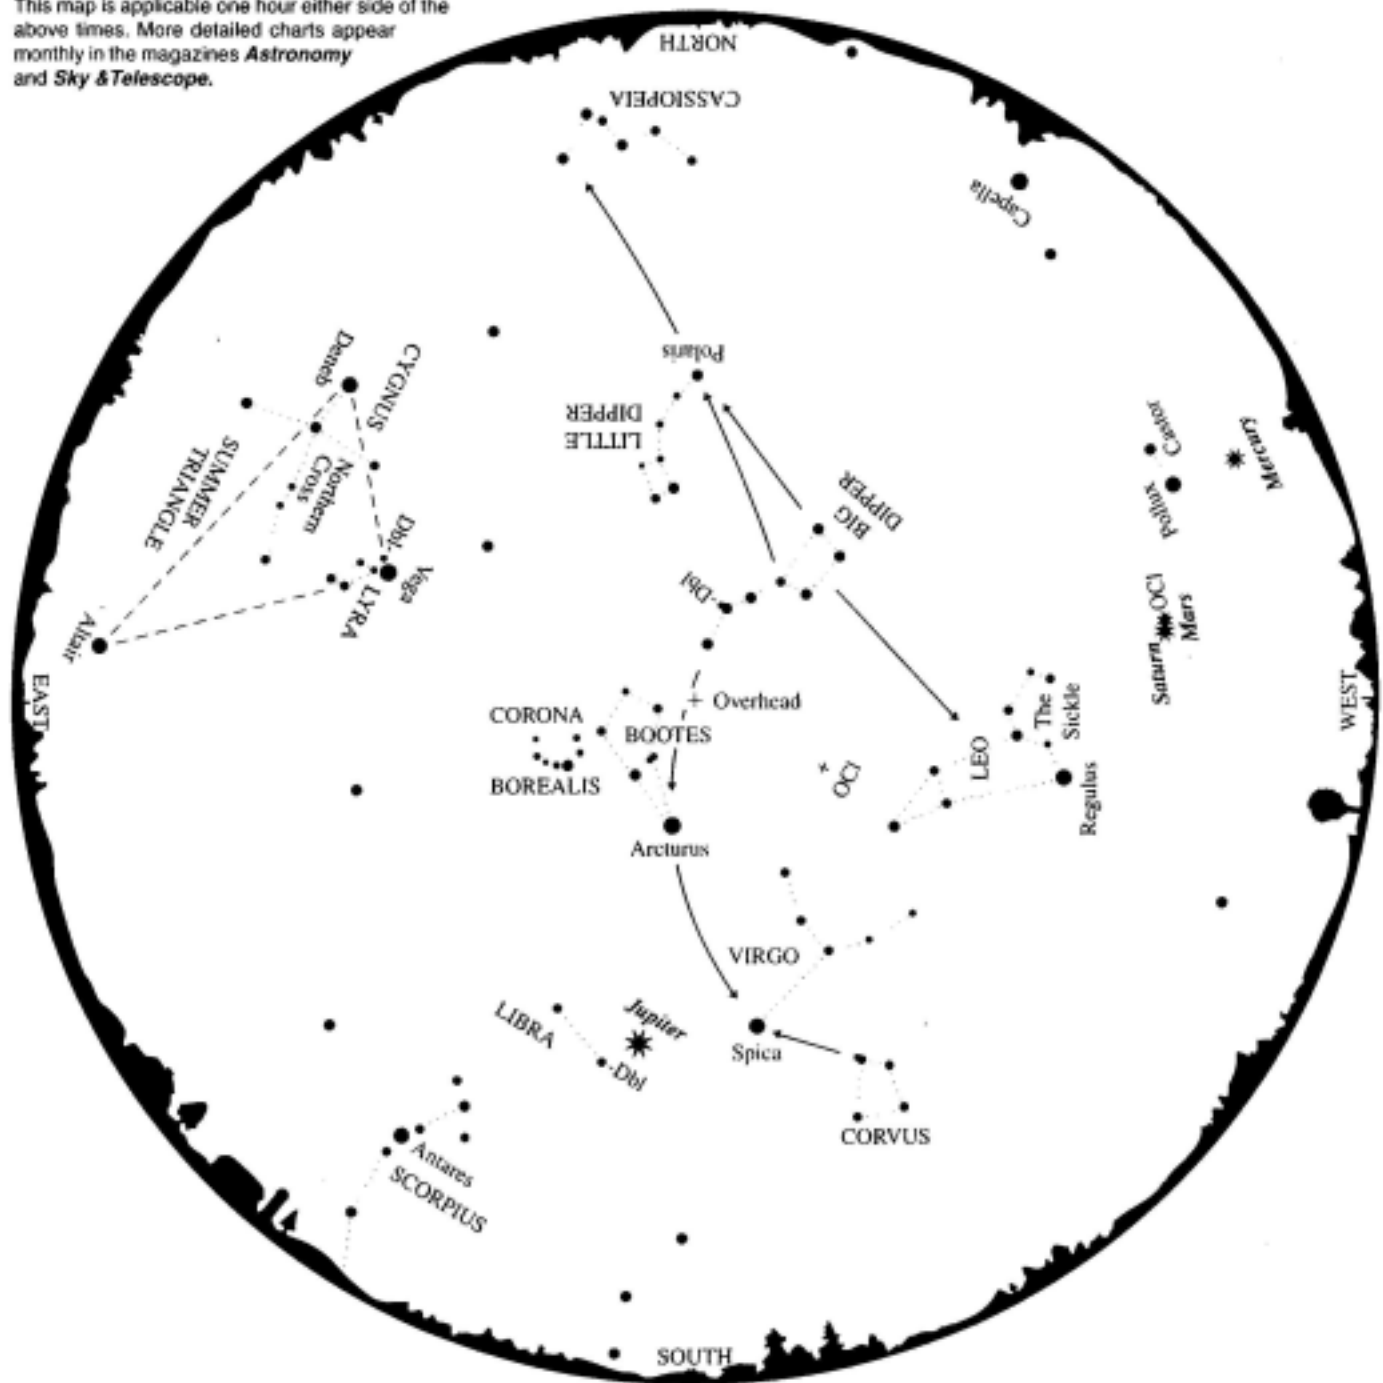 This map is applicable one hour either side of the
above times. More detailed charts appear
monthly in the magazines Astronomy
and Sky &Telescope.
NORTH
CASSIOPEIA
Capella
Polaris
LITTLE
DIPPER
Deneb
CYGNUS
SUMMER
TRIANGLE
Northern
Cross
Castor
Pollux
Mercury
BIG
DIPPER
Dbl
Vega
LYRA
-Dbl
Altair
OCl
Mars
Saturn
EAST
WEST
Overhead
CORONA
BOREALIS
BOOTES
The
Sickle
LEO
Regulus
OCl
Arcturus
VIRGO
LIBRA
Jupiter
-Dbl
Spica
CORVUS
Antares
SCORPIUS
SOUTH